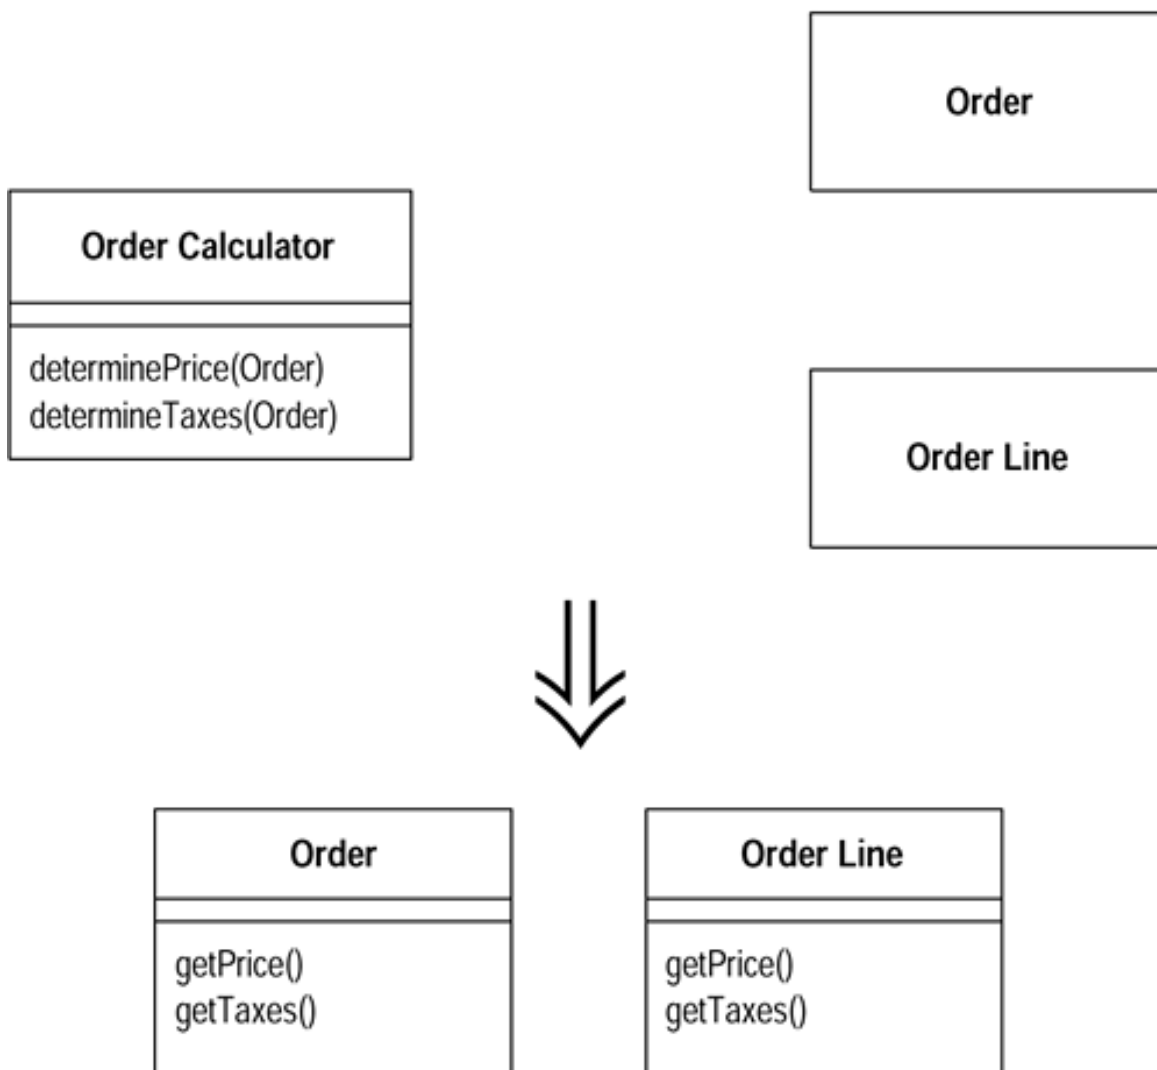 Order
Order Calculator
determinePrice(Order)
determineTaxes(Order)
Order Line
Order
getPrice()
getTaxes()
Order Line
getPrice()
getTaxes()